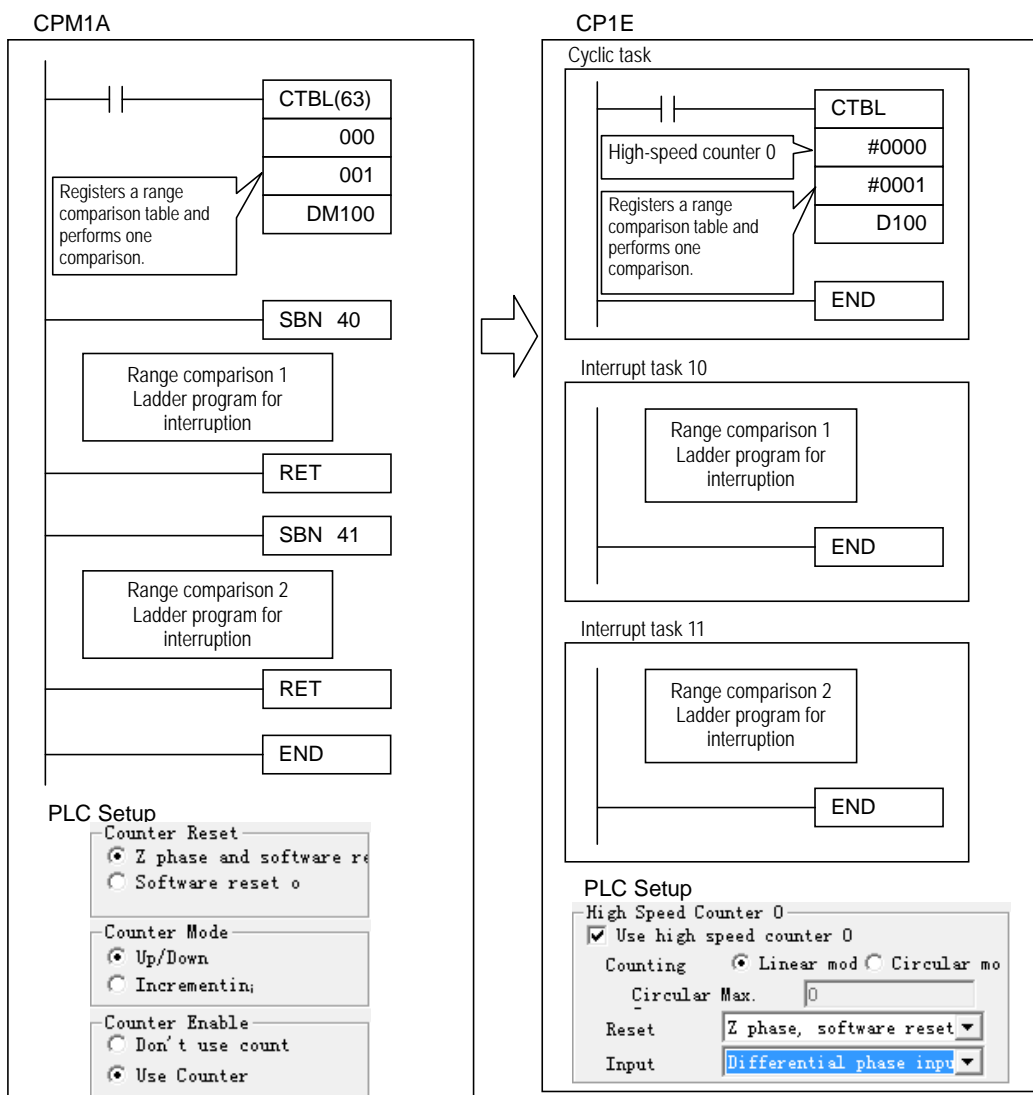 CPM1A
CTBL(63)
000
001
DM100
Registers a range
comparison table and
performs one
comparison.
SBN 40
Range comparison 1
Ladder program for
interruption
RET
SBN 41
Range comparison 2
Ladder program for
interruption
RET
END
PLC Setup
Counter Reset
Z phase and software re
Software reset o
Counter Mode
Up/Down
Incrementin
Counter Enable
Don't use count
Use Counter
CP1E
Cyclic task
CTBL
High-speed counter 0
#0000
#0001
Registers a range
comparison table and
performs one
comparison.
D100
END
Interrupt task 10
Range comparison 1
Ladder program for
interruption
END
Interrupt task 11
Range comparison 2
Ladder program for
interruption
END
PLC Setup
High Speed Counter 0
Use high speed counter 0
Counting Linear mod Circular mo
Circular Max. 0
Reset Z phase, software reset
Input Differential phase inpu